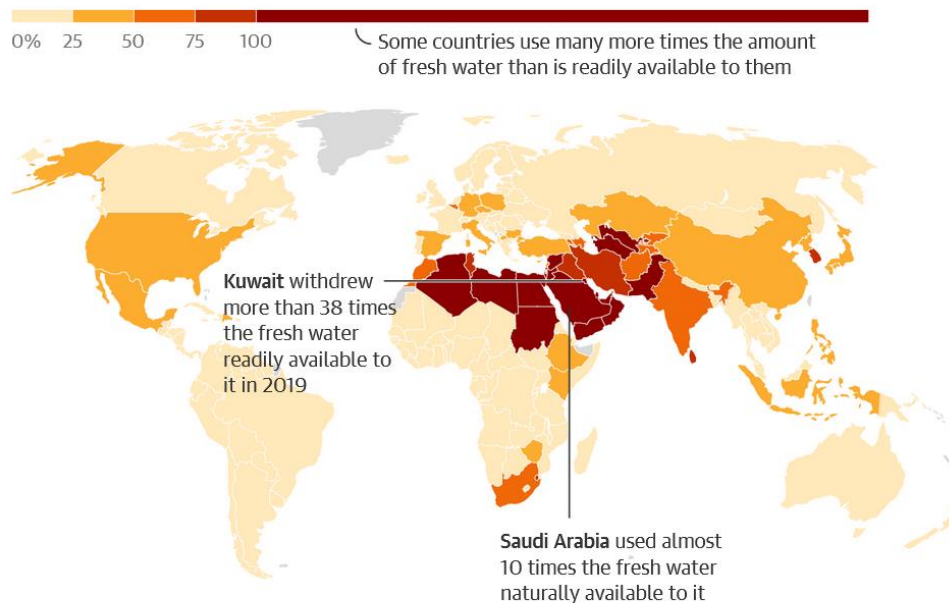 0% 25 50 75 100
Some countries use many more times the amount
of fresh water than is readily available to them
Kuwait withdrew
more than 38 times
the fresh water
readily available to
it in 2019
Saudi Arabia used almost
10 times the fresh water
naturally available to it